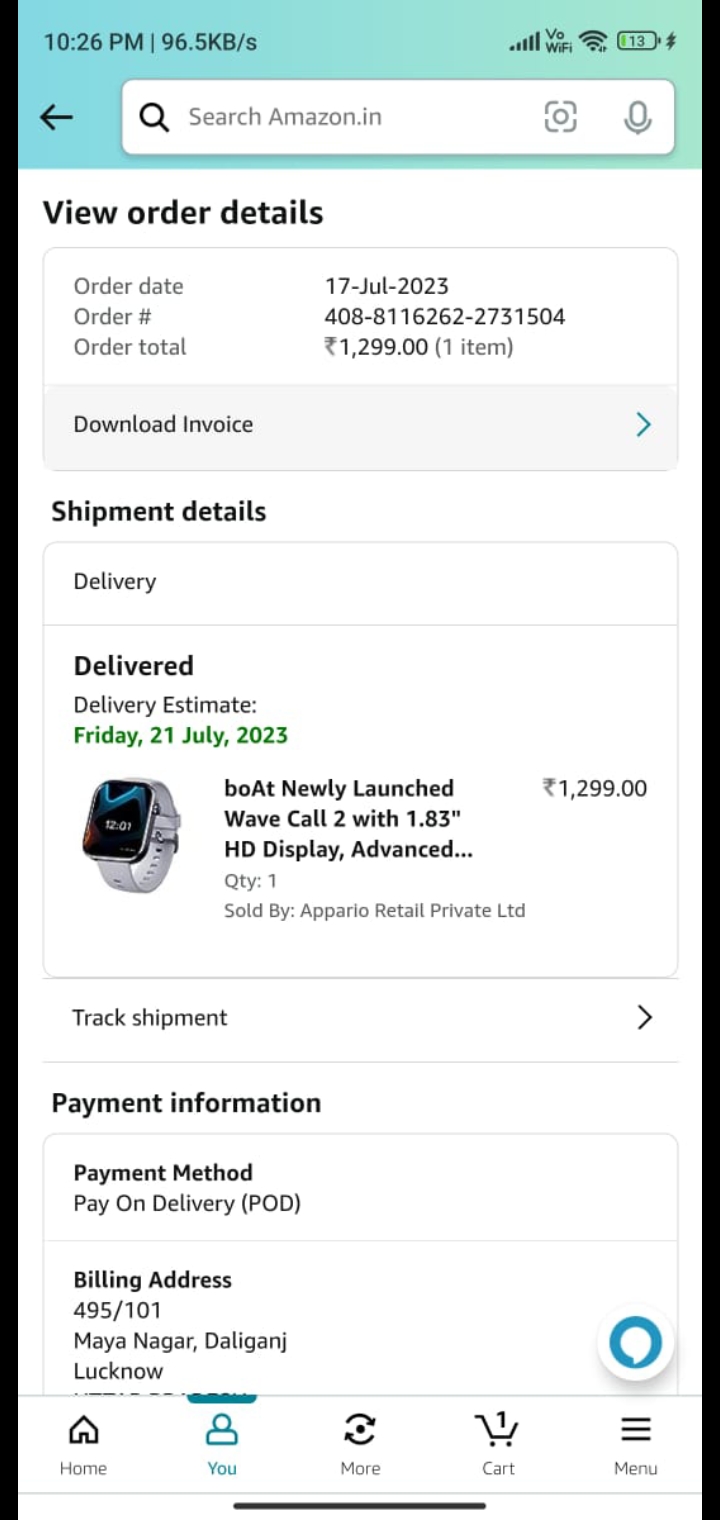 10:26 PM | 96.5KB/s Vo WiFi 13
Search Amazon.in
View order details
Order date 17-Jul-2023
Order # 408-8116262-2731504
Order total ₹1,299.00 (1 item)
Download Invoice
Shipment details
Delivery
Delivered
Delivery Estimate:
Friday, 21 July, 2023
12:01
boAt Newly Launched ₹1,299.00
Wave Call 2 with 1.83"
HD Display, Advanced...
Qty: 1
Sold By: Appario Retail Private Ltd
Track shipment
Payment information
Payment Method
Pay On Delivery (POD)
Billing Address
495/101
Maya Nagar, Daliganj
Lucknow
1
Home You More Cart Menu